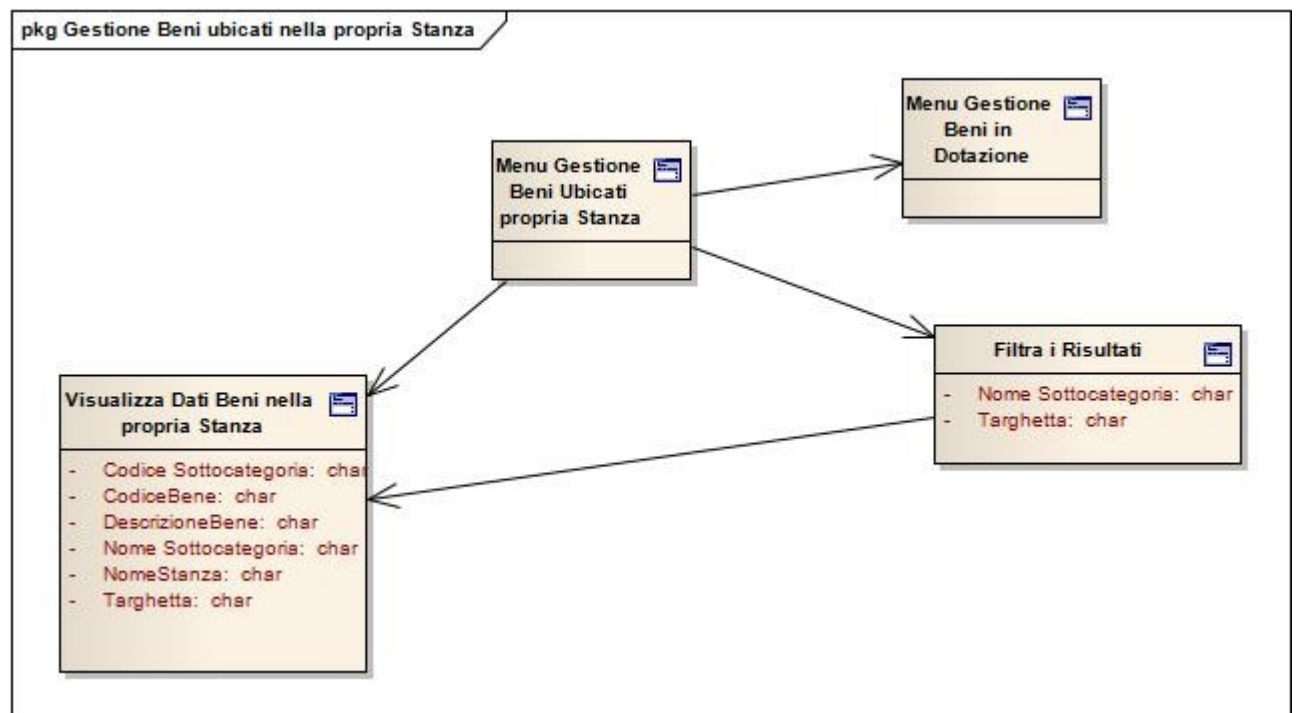 pkg Gestione Beni ubicati nella propria Stanza
Menu Gestione
Beni in
Dotazione
Menu Gestione
Beni Ubicati
propria Stanza
Filtra i Risultati
- Nome Sottocategoria: char
- Targhetta: char
Visualizza Dati Beni nella
propria Stanza
- Codice Sottocategoria: char
- CodiceBene: char
- DescrizioneBene: char
- Nome Sottocategoria: char
- NomeStanza: char
- Targhetta: char